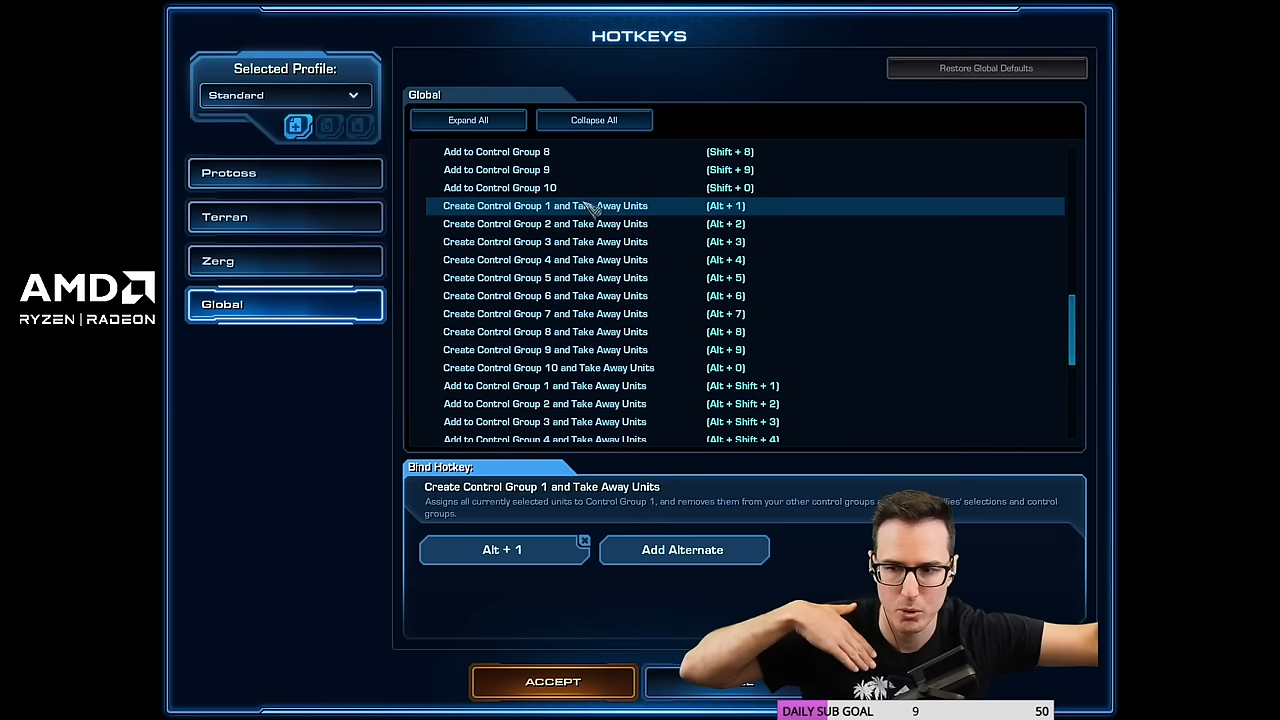 HOTKEYS
Selected Profile:
Standard
Restore Global Defaults
Global
Expand All
Collapse All
Protoss
Terran
Zerg
Global
Add to Control Group 8 (Shift + 8)
Add to Control Group 9 (Shift + 9)
Add to Control Group 10 (Shift + 0)
Create Control Group 1 and Take Away Units (Alt + 1)
Create Control Group 2 and Take Away Units (Alt + 2)
Create Control Group 3 and Take Away Units (Alt + 3)
Create Control Group 4 and Take Away Units (Alt + 4)
Create Control Group 5 and Take Away Units (Alt + 5)
Create Control Group 6 and Take Away Units (Alt + 6)
Create Control Group 7 and Take Away Units (Alt + 7)
Create Control Group 8 and Take Away Units (Alt + 8)
Create Control Group 9 and Take Away Units (Alt + 9)
Create Control Group 10 and Take Away Units (Alt + 0)
Add to Control Group 1 and Take Away Units (Alt + Shift + 1)
Add to Control Group 2 and Take Away Units (Alt + Shift + 2)
Add to Control Group 3 and Take Away Units (Alt + Shift + 3)
Add to Control Group 4 and Take Away Units (Alt + Shift + 4)
AMD
RYZEN | RADEON
Bind Hotkey:
Create Control Group 1 and Take Away Units
Assigns all currently selected units to Control Group 1, and removes them from your other control groups selections and control
groups.
Alt + 1
Add Alternate
ACCEPT
DAILY SUB GOAL 9 50